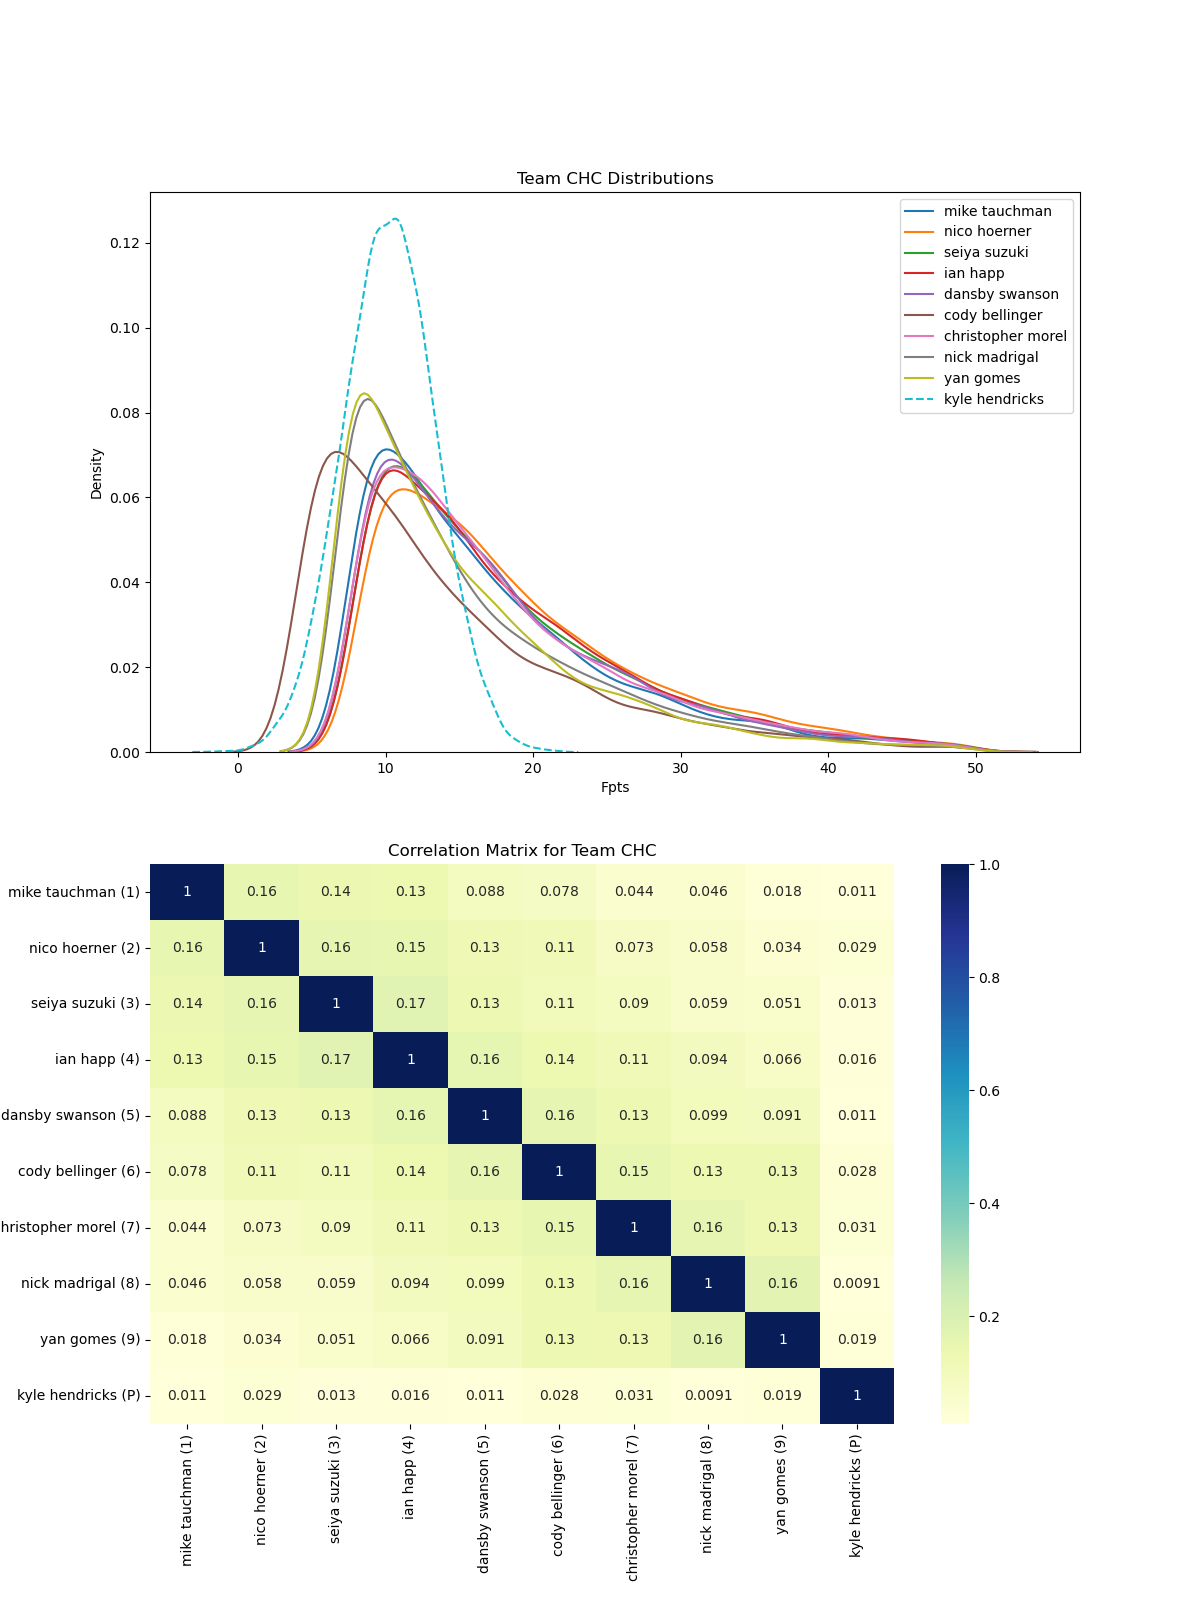 Team CHC Distributions
Density
0.12
0.10
0.08
0.06
0.04
0.02
0.00
mike tauchman
nico hoerner
seiya suzuki
ian happ
dansby swanson
cody bellinger
christopher morel
nick madrigal
yan gomes
kyle hendricks
0 10 20 30 40 50
Fpts
Correlation Matrix for Team CHC
mike tauchman (1) 1 0.16 0.14 0.13 0.088 0.078 0.044 0.046 0.018 0.011
nico hoerner (2) 0.16 1 0.16 0.15 0.13 0.11 0.073 0.058 0.034 0.029
seiya suzuki (3) 0.14 0.16 1 0.17 0.13 0.11 0.09 0.059 0.051 0.013
ian happ (4) 0.13 0.15 0.17 1 0.16 0.14 0.11 0.094 0.066 0.016
dansby swanson (5) 0.088 0.13 0.13 0.16 1 0.16 0.13 0.099 0.091 0.011
cody bellinger (6) 0.078 0.11 0.11 0.14 0.16 1 0.15 0.13 0.13 0.028
hristopher morel (7) 0.044 0.073 0.09 0.11 0.13 0.15 1 0.16 0.13 0.031
nick madrigal (8) 0.046 0.058 0.059 0.094 0.099 0.13 0.16 1 0.16 0.0091
yan gomes (9) 0.018 0.034 0.051 0.066 0.091 0.13 0.13 0.16 1 0.019
kyle hendricks (P) 0.011 0.029 0.013 0.016 0.011 0.028 0.031 0.0091 0.019 1
mike tauchman (1)
nico hoerner (2)
seiya suzuki (3)
ian happ (4)
dansby swanson (5)
cody bellinger (6)
christopher morel (7)
nick madrigal (8)
yan gomes (9)
kyle hendricks (P)
1.0
0.8
0.6
0.4
0.2